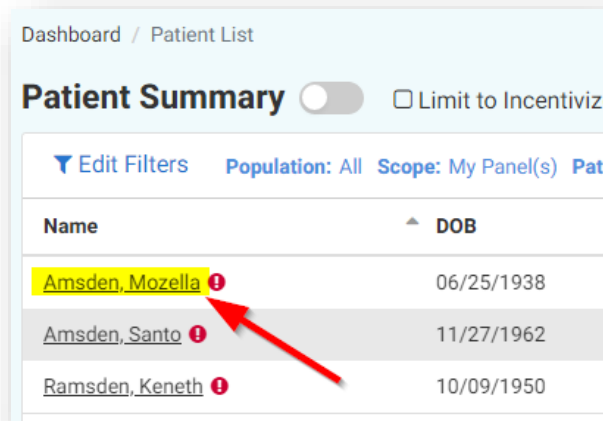 Dashboard / Patient List
Patient Summary Limit to Incentiviz
Edit Filters Population: All Scope: My Panel(s) Pat
Name DOB
Amsden, Mozella 06/25/1938
Amsden, Santo 11/27/1962
Ramsden, Keneth 10/09/1950